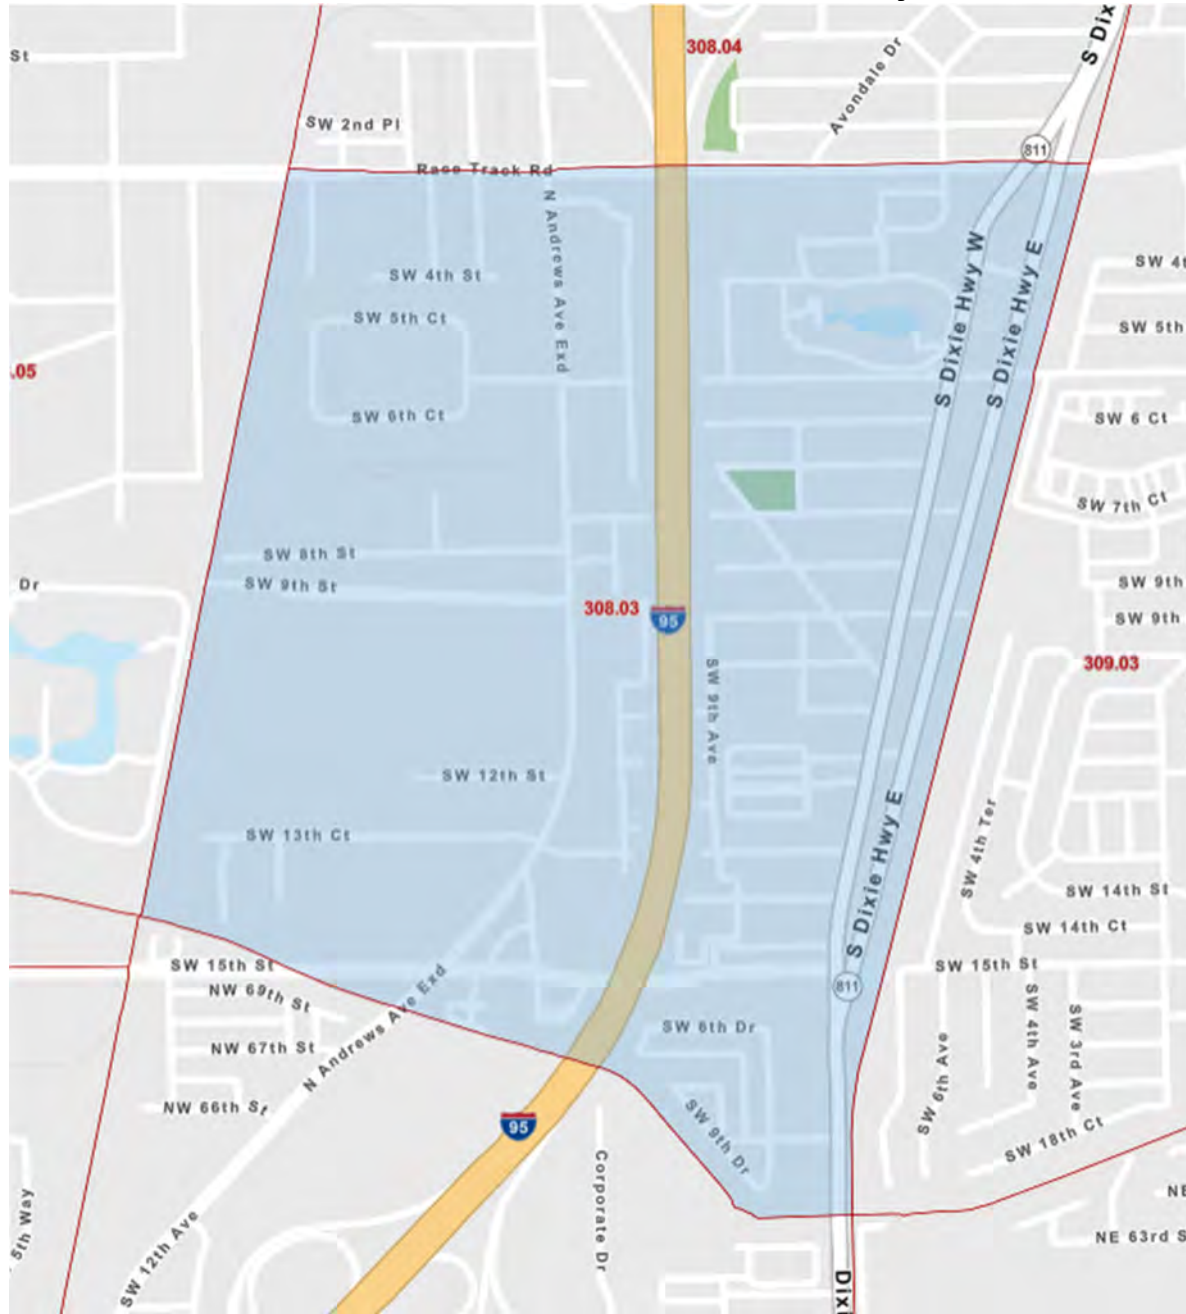 S Dix
308.04
St
Avondale Dr
SW 2nd Pl
811
Race Track Rd
N Andrews Ave Exd
S Dixie Hwy W
S Dixie Hwy E
SW 4th St
SW 4t
SW 5th Ct
SW 5th
.05
SW 6th Ct
SW 6 Ct
SW 7th Ct
SW 8th St
Dr
SW 9th St
SW 9th
308.03
95
SW 9th
SW 9th Ave
309.03
SW 12th St
SW 13th Ct
S Dixie Hwy E
SW 4th Ter
SW 14th St
SW 14th Ct
SW 15th St
SW 15th St
811
NW 69th St
N Andrews Ave Exd
SW 6th Dr
SW 4th Ave
SW 3rd Ave
SW 6th Ave
NW 67th St
NW 66th St
95
SW 9th Dr
SW 18th Ct
Corporate Dr
5th Way
SW 12th Ave
NE
NE 63rd S
Dixi